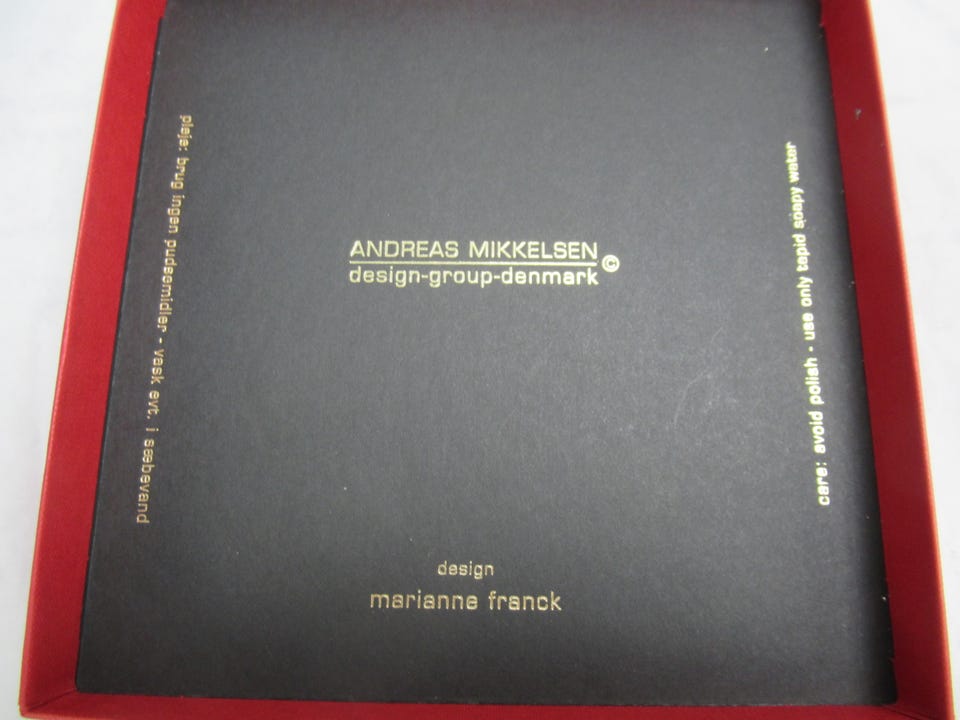 ANDREAS MIKKELSEN ©
design-group-denmark
design
marianne franck
pleje: brug ingen pudsemidler - vask evt. i sæbevand
care: avoid polish - use only tepid soapy water